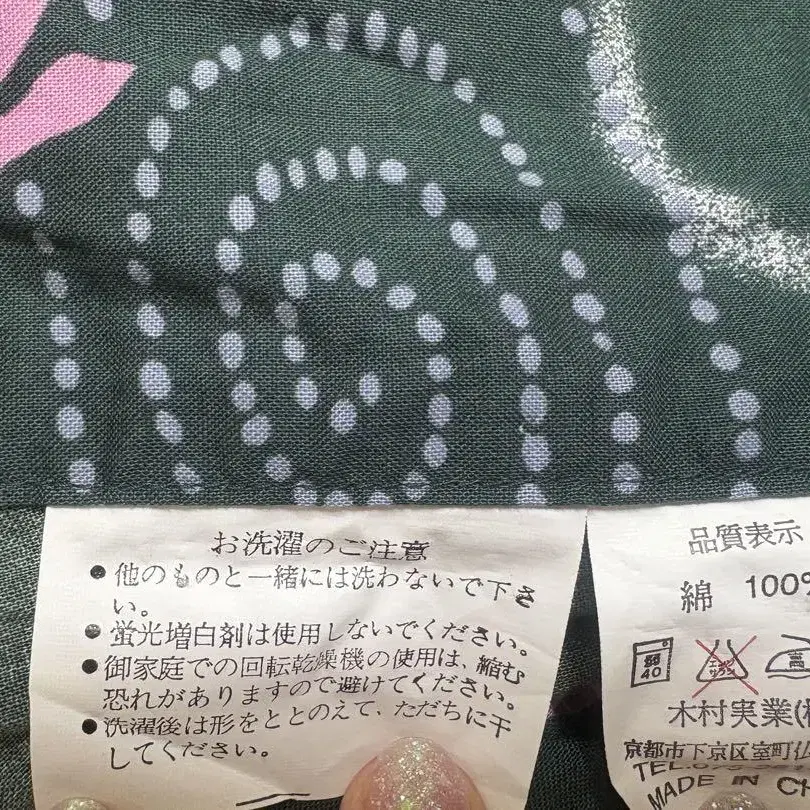 お洗濯のご注意
●他のものと一緒には洗わないで下さ
い。
●蛍光増白剤は使用しないでください。
●御家庭での回転乾燥機の使用は、縮む
恐れがありますので避けてください。
●洗濯後は形をととのえて、ただちに干
してください。
品質表示
綿 100%
40
高
木村実業(
京都市下京区室町仏
TEL.
MADE IN CH